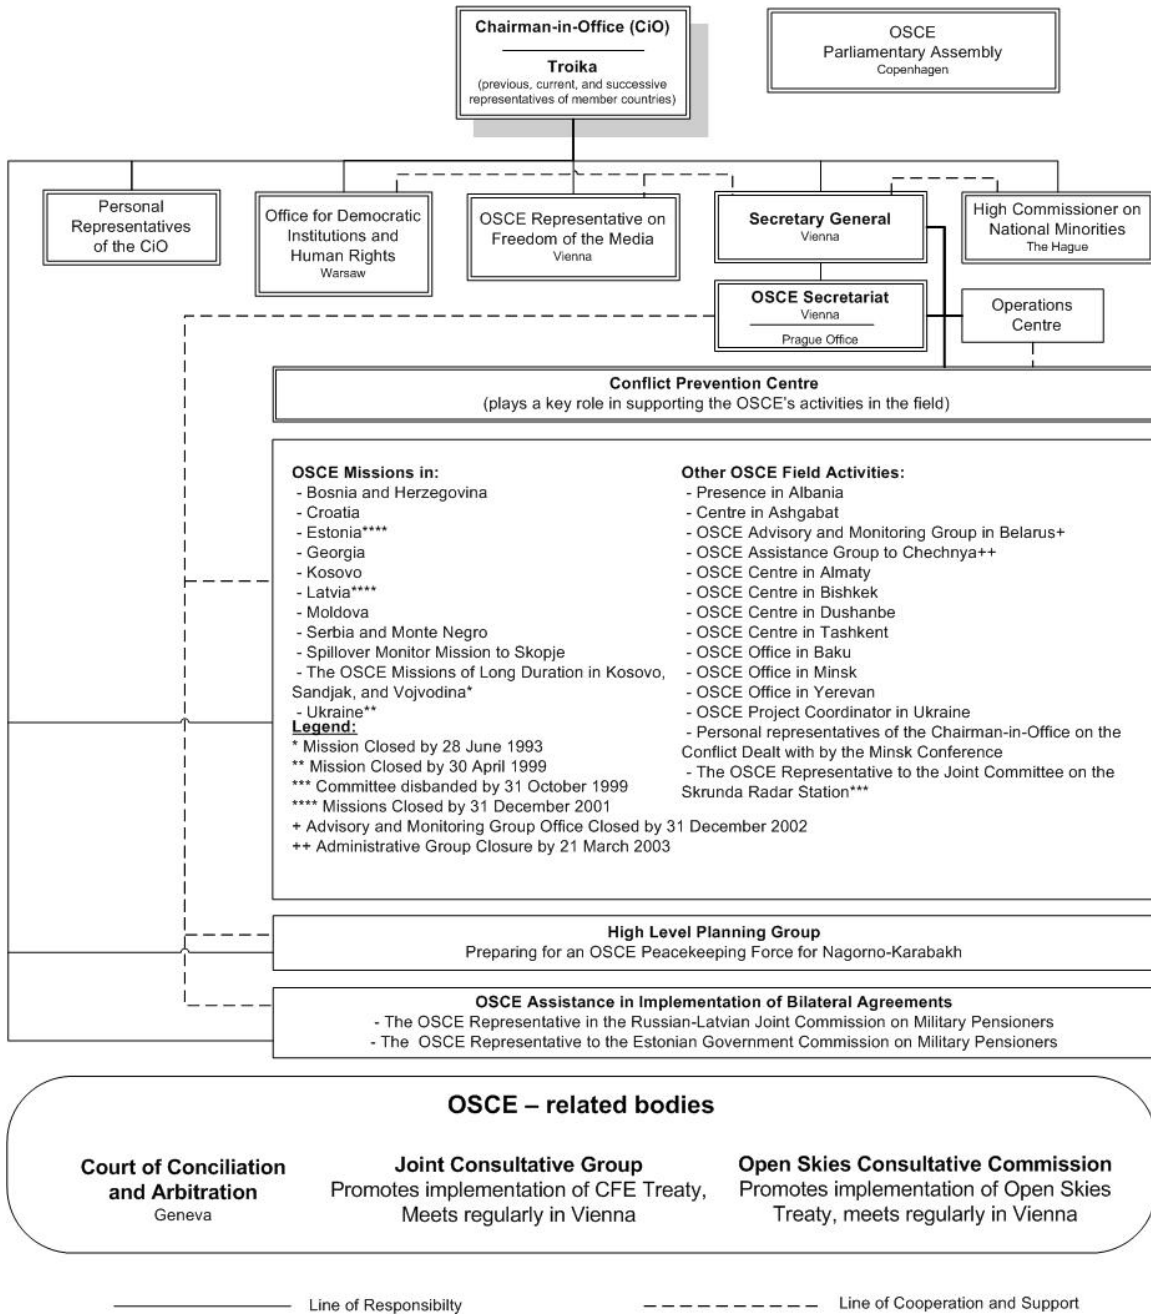 Chairman-in-Office (CiO)
Troika
(previous, current, and successive
representatives of member countries)
OSCE
Parliamentary Assembly
Copenhagen
Personal
Representatives
of the CiO
Office for Democratic
Institutions and
Human Rights
Warsaw
OSCE Representative on
Freedom of the Media
Vienna
Secretary General
Vienna
High Commissioner on
National Minorities
The Hague
OSCE Secretariat
Vienna
Prague Office
Operations
Centre
Conflict Prevention Centre
(plays a key role in supporting the OSCE's activities in the field)
OSCE Missions in:
- Bosnia and Herzegovina
- Croatia
- Estonia****
- Georgia
- Kosovo
- Latvia****
- Moldova
- Serbia and Monte Negro
- Spillover Monitor Mission to Skopje
- The OSCE Missions of Long Duration in Kosovo,
Sandjak, and Vojvodina*
- Ukraine**
Legend:
* Mission Closed by 28 June 1993
** Mission Closed by 30 April 1999
*** Committee disbanded by 31 October 1999
**** Missions Closed by 31 December 2001
+ Advisory and Monitoring Group Office Closed by 31 December 2002
++ Administrative Group Closure by 21 March 2003
Other OSCE Field Activities:
- Presence in Albania
- Centre in Ashgabat
- OSCE Advisory and Monitoring Group in Belarus+
- OSCE Assistance Group to Chechnya++
- OSCE Centre in Almaty
- OSCE Centre in Bishkek
- OSCE Centre in Dushanbe
- OSCE Centre in Tashkent
- OSCE Office in Baku
- OSCE Office in Minsk
- OSCE Office in Yerevan
- OSCE Project Coordinator in Ukraine
- Personal representatives of the Chairman-in-Office on the
Conflict Dealt with by the Minsk Conference
- The OSCE Representative to the Joint Committee on the
Skrunda Radar Station***
High Level Planning Group
Preparing for an OSCE Peacekeeping Force for Nagorno-Karabakh
OSCE Assistance in Implementation of Bilateral Agreements
- The OSCE Representative in the Russian-Latvian Joint Commission on Military Pensioners
- The OSCE Representative to the Estonian Government Commission on Military Pensioners
OSCE – related bodies
Court of Conciliation
and Arbitration
Geneva
Joint Consultative Group
Promotes implementation of CFE Treaty,
Meets regularly in Vienna
Open Skies Consultative Commission
Promotes implementation of Open Skies
Treaty, meets regularly in Vienna
Line of Responsibilty
Line of Cooperation and Support